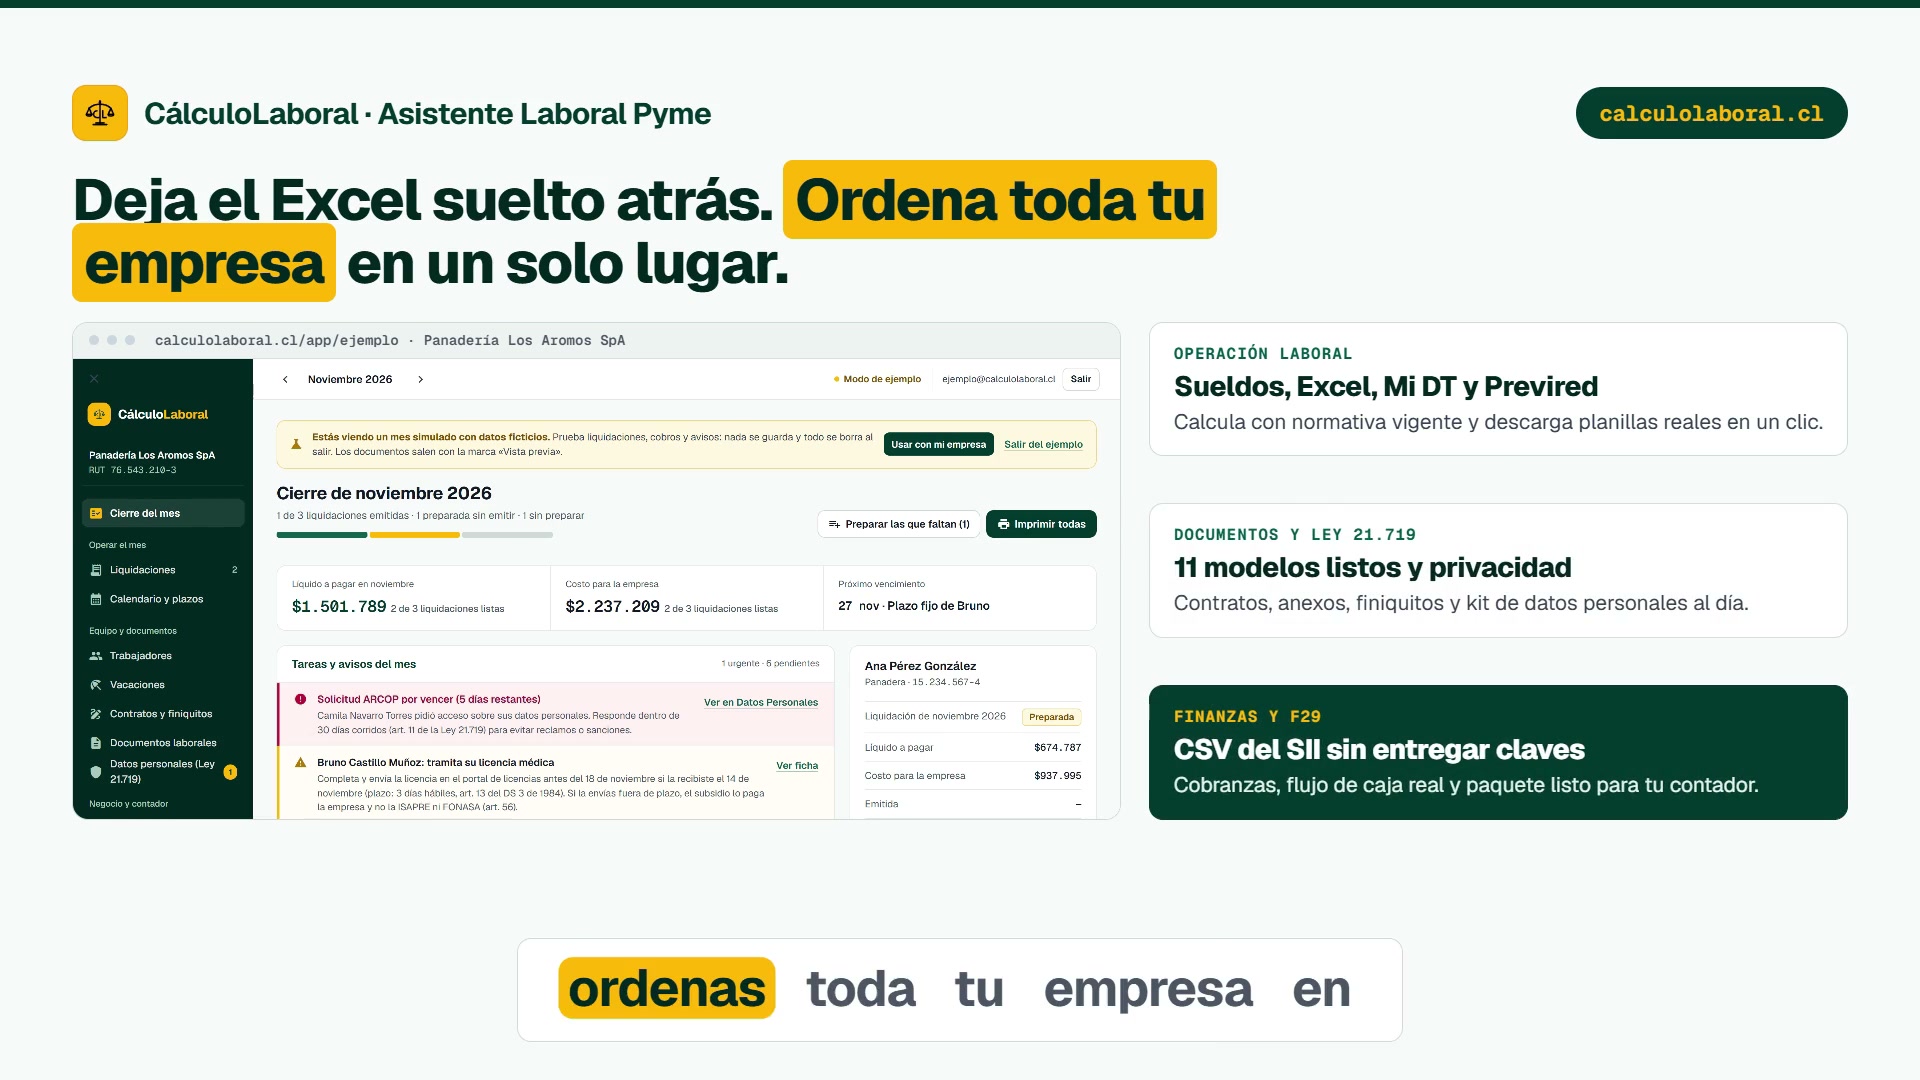 CálculoLaboral · Asistente Laboral Pyme
calculolaboral.cl
Deja el Excel suelto atrás. Ordena toda tu
empresa en un solo lugar.
calculolaboral.cl/app/ejemplo · Panadería Los Aromos SpA
CálculoLaboral
Panadería Los Aromos SpA
RUT 76.543.210-3
Cierre del mes
Operar el mes
Liquidaciones 2
Calendario y plazos
Equipo y documentos
Trabajadores
Vacaciones
Contratos y finiquitos
Documentos laborales
Datos personales (Ley
21.719) 1
Negocio y contador
Noviembre 2026
Modo de ejemplo
ejemplo@calculolaboral.cl
Salir
Estás viendo un mes simulado con datos ficticios. Prueba liquidaciones, cobros y avisos: nada se guarda y todo se borra al
salir. Los documentos salen con la marca «Vista previa».
Usar con mi empresa
Salir del ejemplo
Cierre de noviembre 2026
1 de 3 liquidaciones emitidas · 1 preparada sin emitir · 1 sin preparar
Preparar las que faltan (1)
Imprimir todas
Líquido a pagar en noviembre
$1.501.789 2 de 3 liquidaciones listas
Costo para la empresa
$2.237.209 2 de 3 liquidaciones listas
Próximo vencimiento
27 nov · Plazo fijo de Bruno
Tareas y avisos del mes
1 urgente · 6 pendientes
Solicitud ARCOP por vencer (5 días restantes)
Camila Navarro Torres pidió acceso sobre sus datos personales. Responde dentro de
30 días corridos (art. 11 de la Ley 21.719) para evitar reclamos o sanciones.
Ver en Datos Personales
Bruno Castillo Muñoz: tramita su licencia médica
Completa y envía la licencia en el portal de licencias antes del 18 de noviembre si la recibiste el 14 de
noviembre (plazo: 3 días hábiles, art. 13 del DS 3 de 1984). Si la envías fuera de plazo, el subsidio lo paga
la empresa y no la ISAPRE ni FONASA (art. 56).
Ver ficha
Ana Pérez González
Panadera · 15.234.567-4
Liquidación de noviembre 2026 Preparada
Líquido a pagar $674.787
Costo para la empresa $937.995
Emitida –
OPERACIÓN LABORAL
Sueldos, Excel, Mi DT y Previred
Calcula con normativa vigente y descarga planillas reales en un clic.
DOCUMENTOS Y LEY 21.719
11 modelos listos y privacidad
Contratos, anexos, finiquitos y kit de datos personales al día.
FINANZAS Y F29
CSV del SII sin entregar claves
Cobranzas, flujo de caja real y paquete listo para tu contador.
ordenas toda tu empresa en